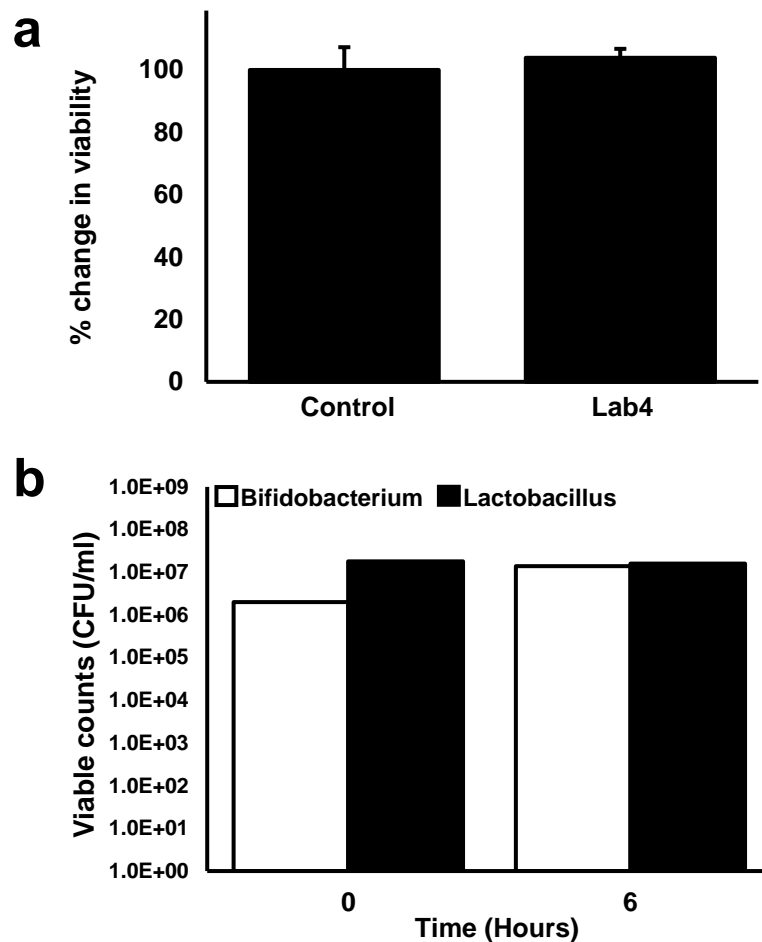 a
% change in viability
100
80
60
40
20
0
Control Lab4
b
Viable counts (CFU/ml)
Bifidobacterium Lactobacillus
1.0E+09
1.0E+08
1.0E+07
1.0E+06
1.0E+05
1.0E+04
1.0E+03
1.0E+02
1.0E+01
1.0E+00
0 6
Time (Hours)